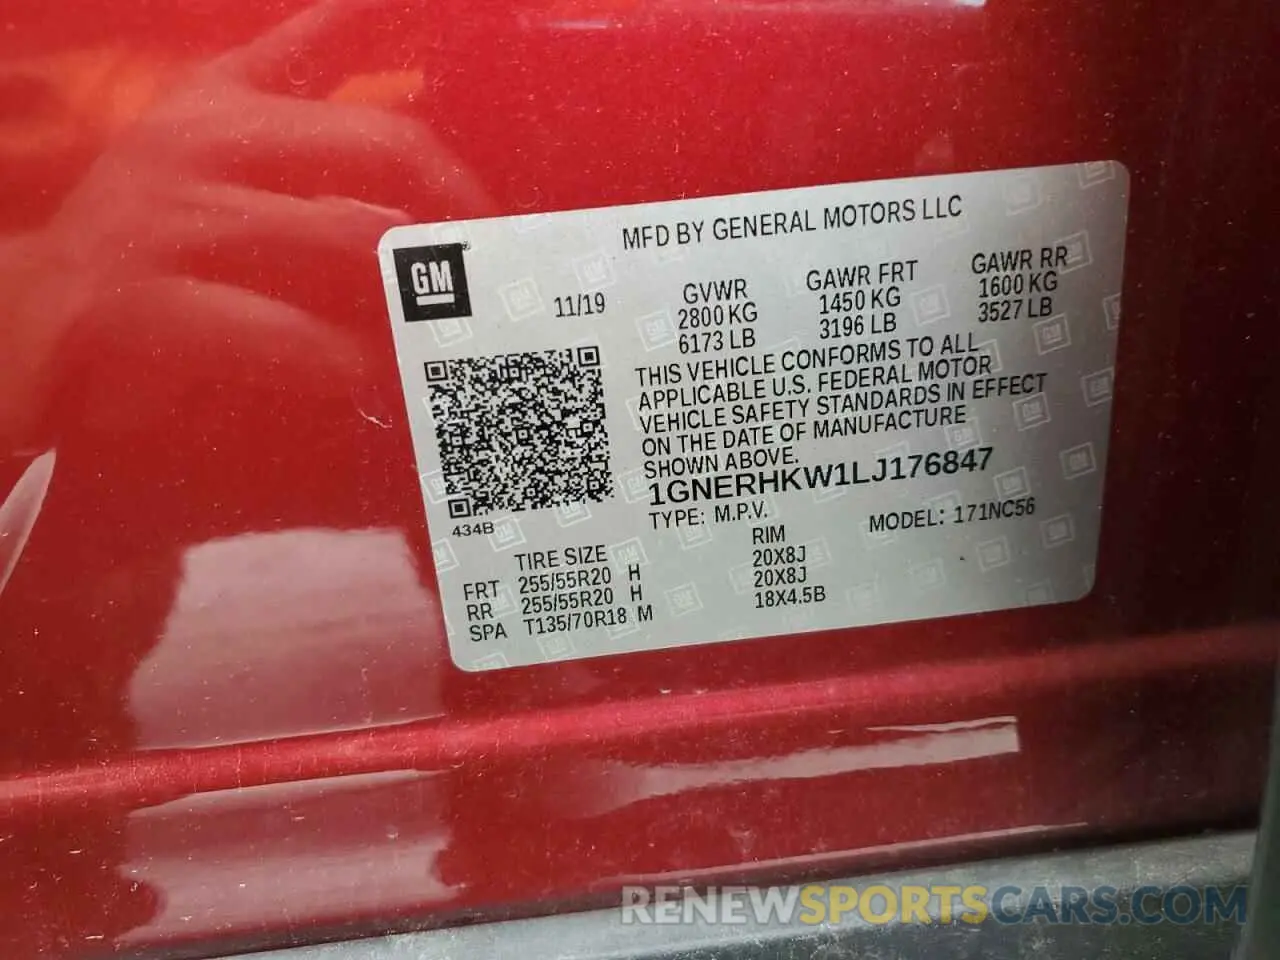 MFD BY GENERAL MOTORS LLC
GM®
11/19
GVWR
2800 KG
6173 LB
GAWR FRT
1450 KG
3196 LB
GAWR RR
1600 KG
3527 LB
THIS VEHICLE CONFORMS TO ALL
APPLICABLE U.S. FEDERAL MOTOR
VEHICLE SAFETY STANDARDS IN EFFECT
ON THE DATE OF MANUFACTURE
SHOWN ABOVE.
1GNERHKW1LJ176847
TYPE: M.P.V.
MODEL: 171NC56
434B
TIRE SIZE RIM
FRT 255/55R20 H 20X8J
RR 255/55R20 H 20X8J
SPA T135/70R18 M 18X4.5B
RENEWSPORTSCARS.COM